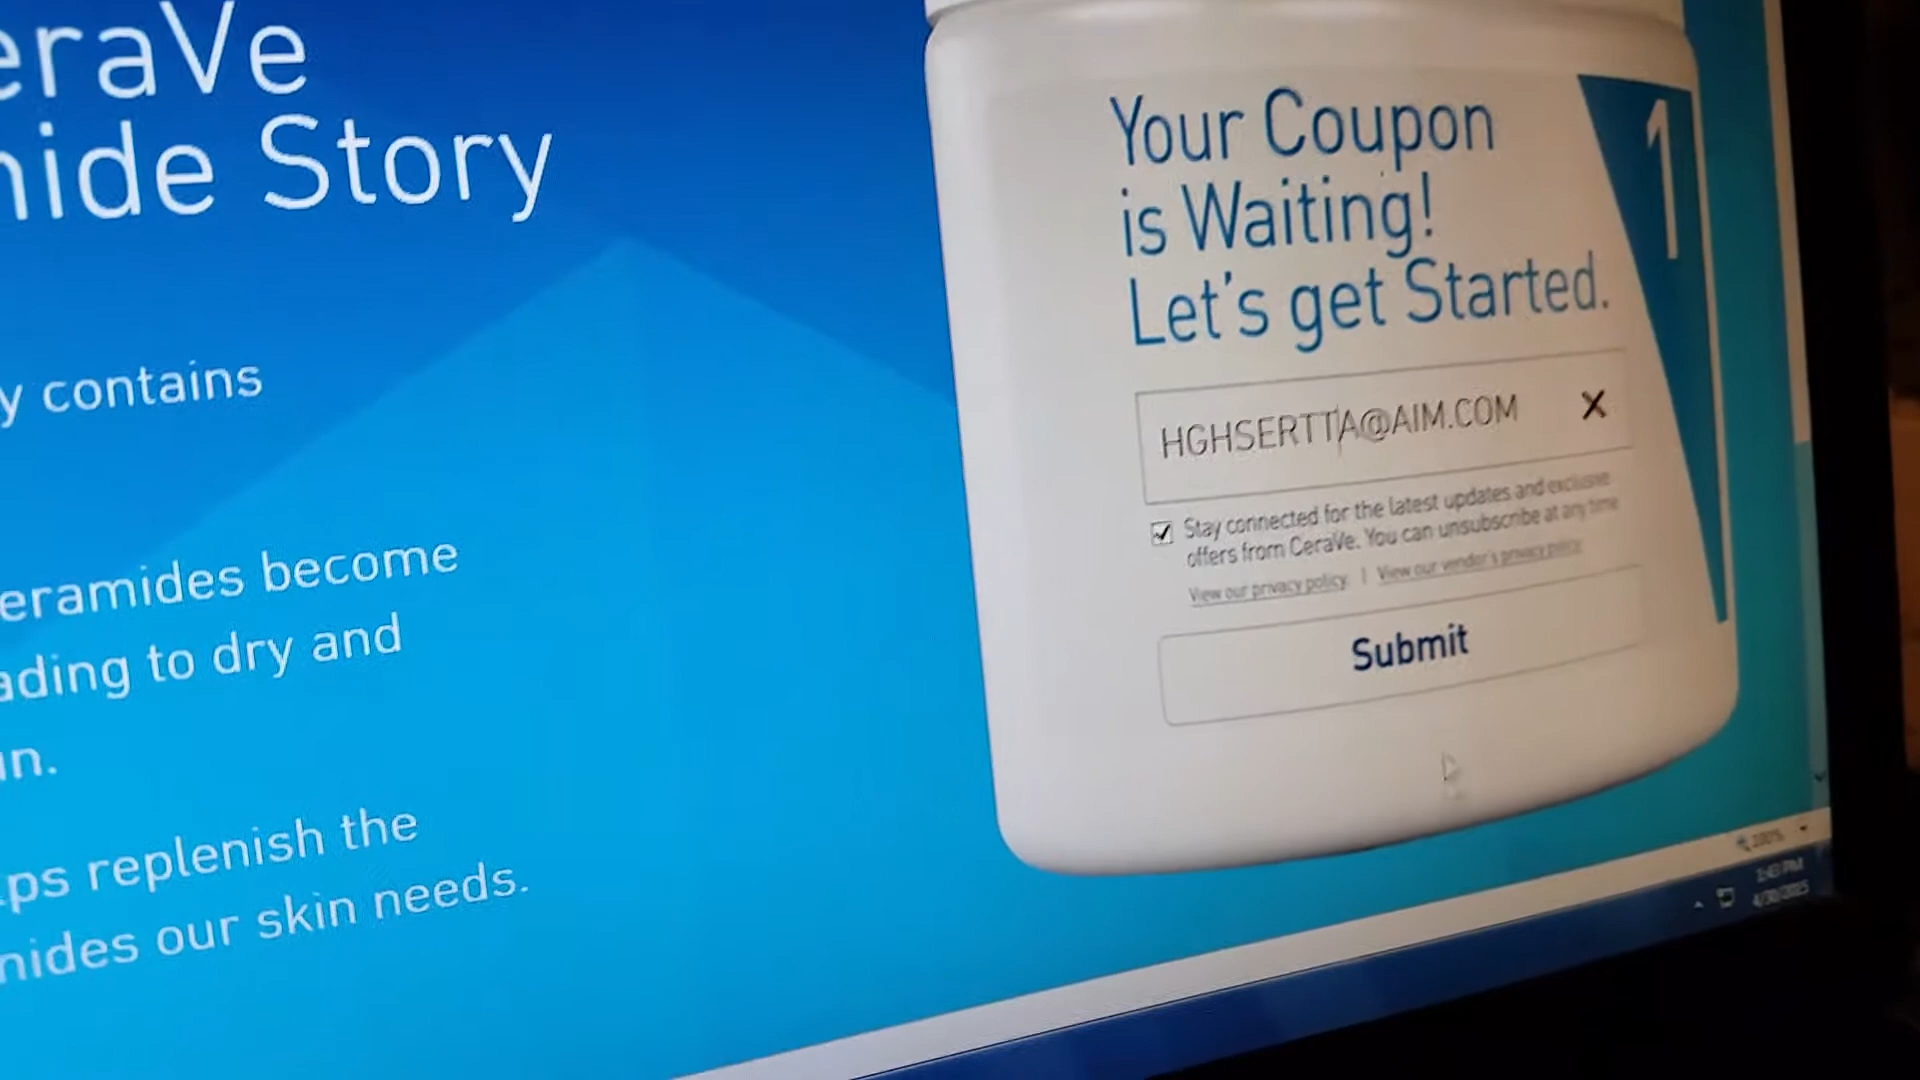 eraVe
nide Story
y contains
eramides become
ading to dry and
in.
ps replenish the
mides our skin needs.
Your Coupon
is Waiting!
Let's get Started.
1
HGHSERTTA@AIM.COM
X
Stay connected for the latest updates and exclusive
offers from CeraVe. You can unsubscribe at any time
View our privacy policy | View our vendor's privacy policy
Submit